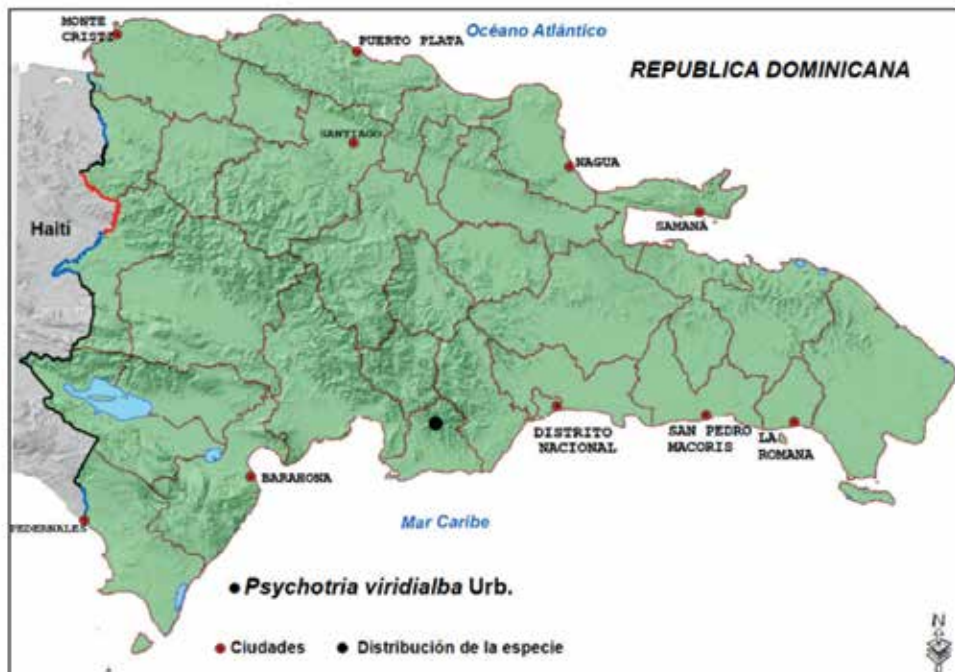 MONTE
CRISTI
PUERTO PLATA
Océano Atlántico
REPUBLICA DOMINICANA
SANTIAGO
NAGUA
Haití
SAMANÁ
DISTRITO
NACIONAL
SAN PEDRO
MACORIS
LA
ROMANA
BARAHONA
PEDERNALES
Mar Caribe
Psychotria viridialba Urb.
Ciudades
Distribución de la especie
N